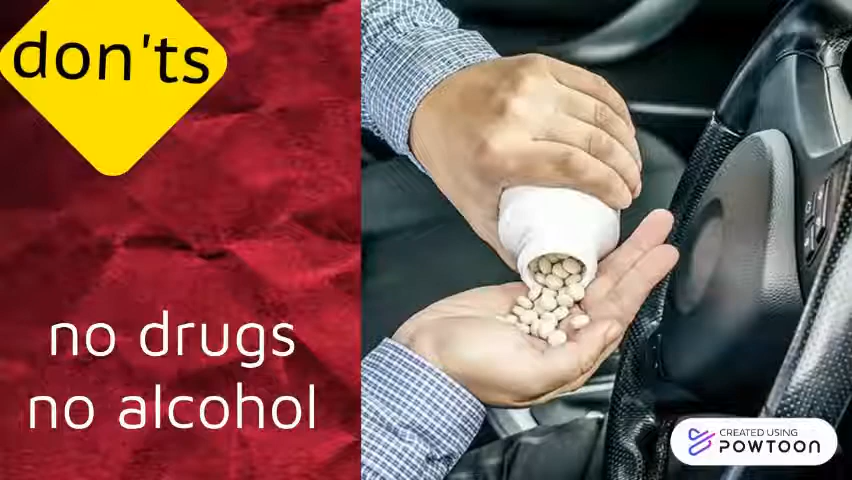 don'ts
no drugs
no alcohol
CREATED USING
POWTOON